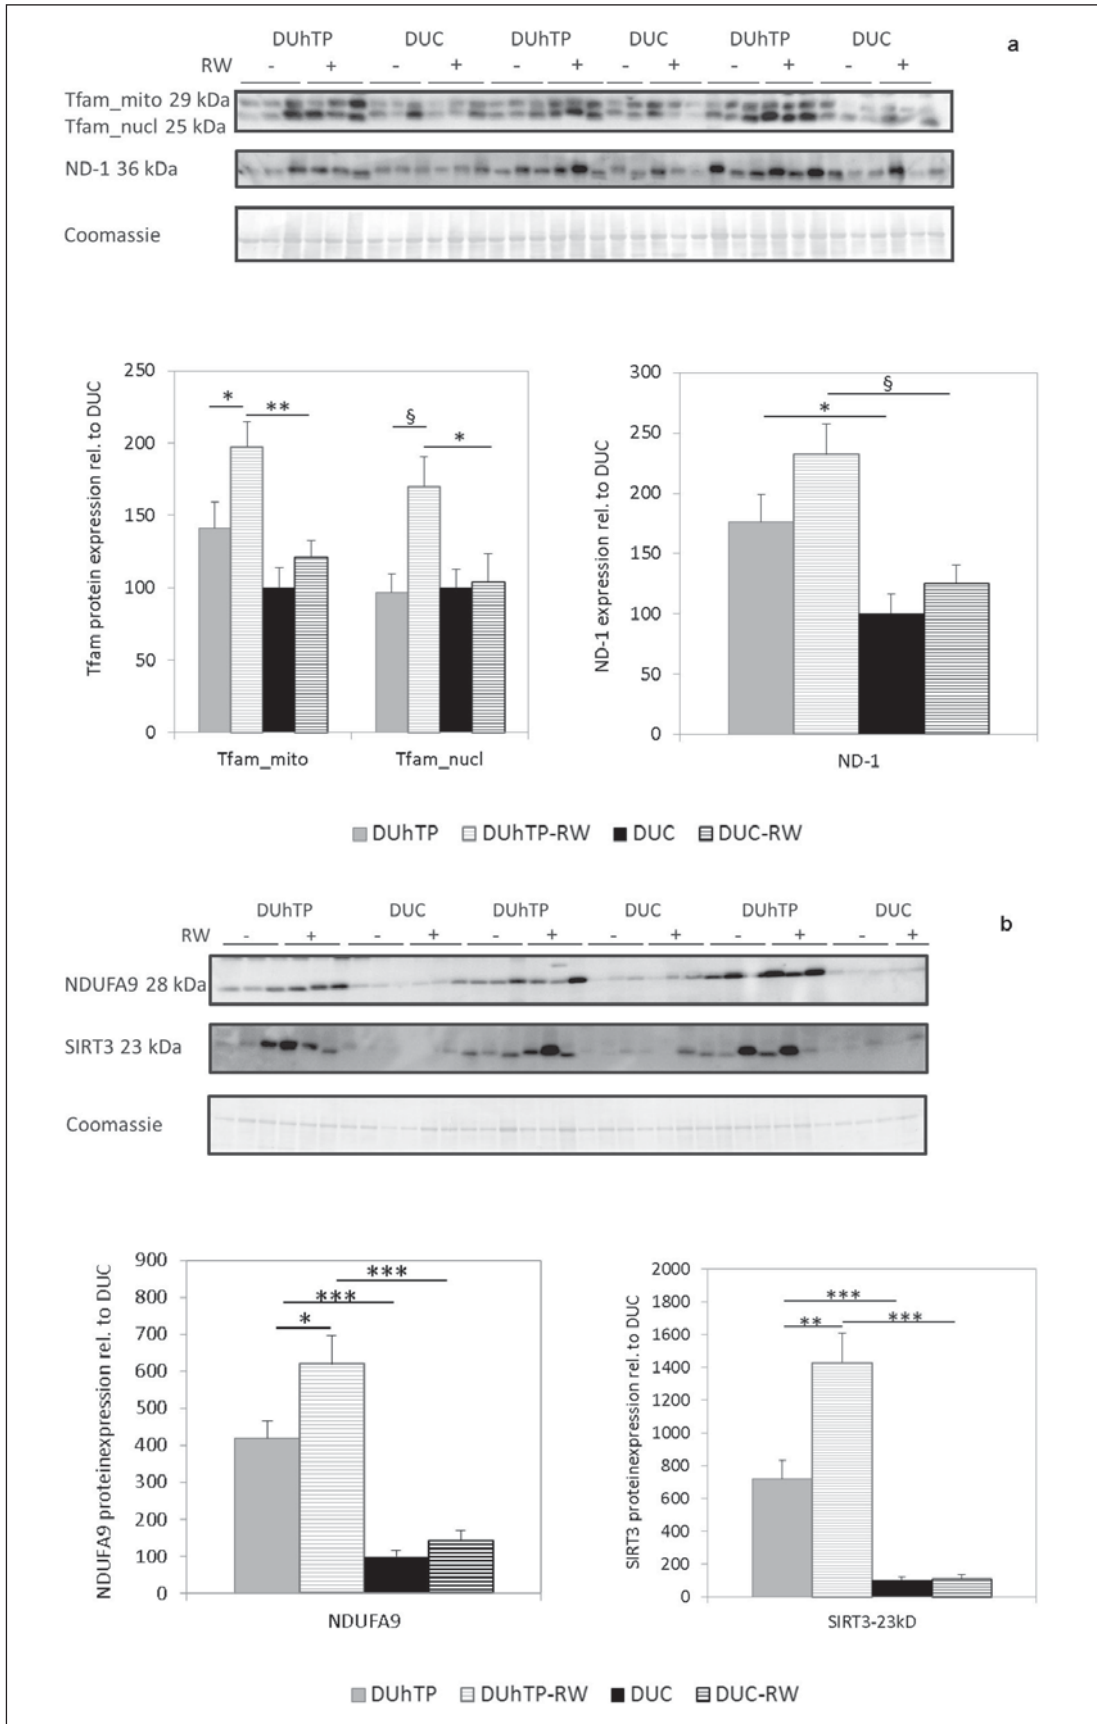 DUhTP DUC DUhTP DUC DUhTP DUC a
RW - + - + - + - + - + - +
Tfam_mito 29 kDa
Tfam_nucl 25 kDa
ND-1 36 kDa
Coomassie
Tfam protein expression rel. to DUC
250
200
150
100
50
0
* ** § *
Tfam_mito Tfam_nucl
ND-1 expression rel. to DUC
300
250
200
150
100
50
0
* §
ND-1
DUhTP DUhTP-RW DUC DUC-RW
DUhTP DUC DUhTP DUC DUhTP DUC b
RW - + - + - + - + - + - +
NDUFA9 28 kDa
SIRT3 23 kDa
Coomassie
NDUFA9 proteinexpression rel. to DUC
900
800
700
600
500
400
300
200
100
0
***
***
*
NDUFA9
SIRT3 proteinexpression rel. to DUC
2000
1800
1600
1400
1200
1000
800
600
400
200
0
***
** ***
SIRT3-23kD
DUhTP DUhTP-RW DUC DUC-RW